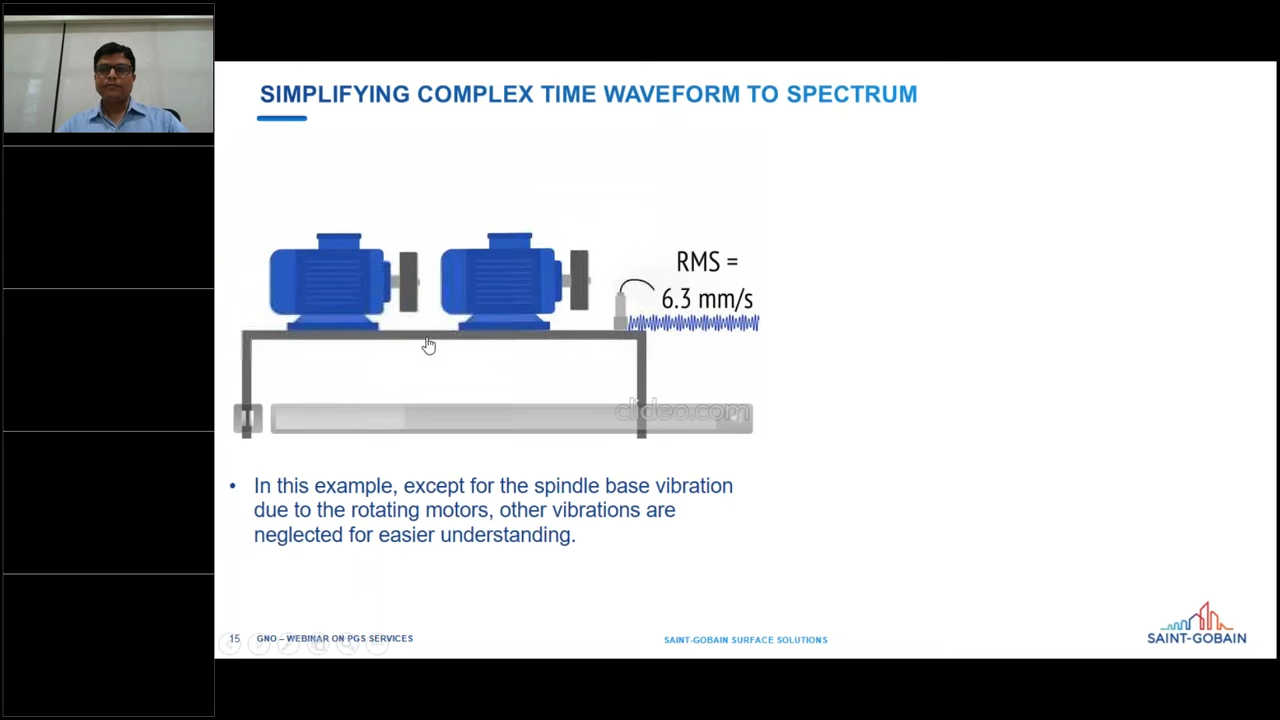 SIMPLIFYING COMPLEX TIME WAVEFORM TO SPECTRUM
RMS =
6.3 mm/s
clideo.com
• In this example, except for the spindle base vibration
due to the rotating motors, other vibrations are
neglected for easier understanding.
15 GNO – WEBINAR ON PGS SERVICES
SAINT-GOBAIN SURFACE SOLUTIONS
SAINT-GOBAIN